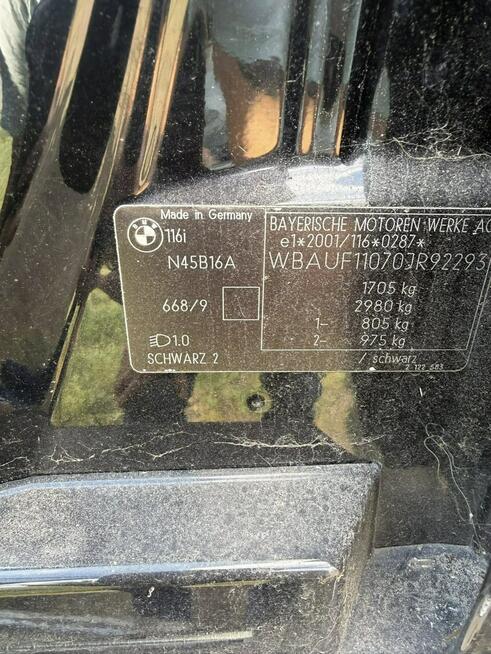 BMW
Made in Germany
116i
N45B16A
668/9
1.0
SCHWARZ 2
BAYERISCHE MOTOREN WERKE AG
e1*2001/116*0287*
WBAUF11070JR92293
1705 kg
2980 kg
1- 805 kg
2- 975 kg
/ schwarz